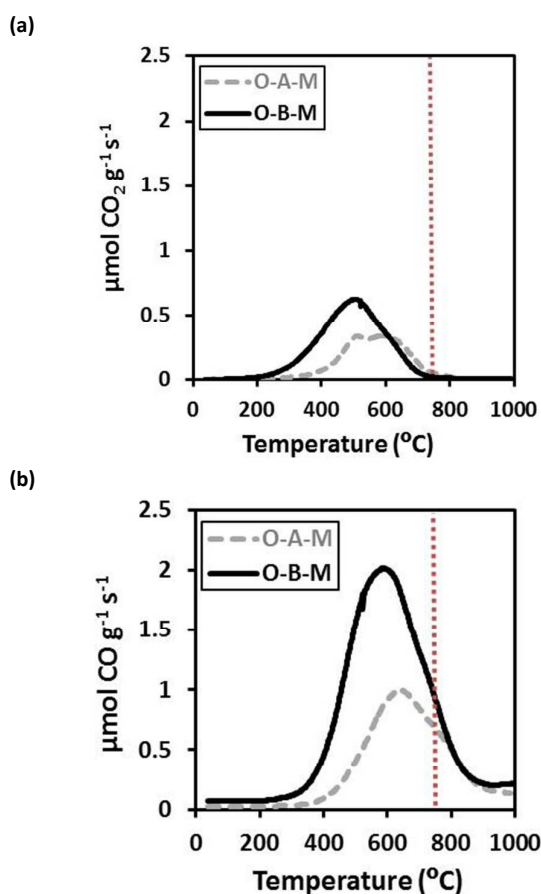 (a)
2.5
2
1.5
1
0.5
0
µmol CO₂ g⁻¹ s⁻¹
O-A-M
O-B-M
0 200 400 600 800 1000
Temperature (ᴼC)
(b)
2.5
2
1.5
1
0.5
0
µmol CO g⁻¹ s⁻¹
O-A-M
O-B-M
0 200 400 600 800 1000
Temperature (ᴼC)